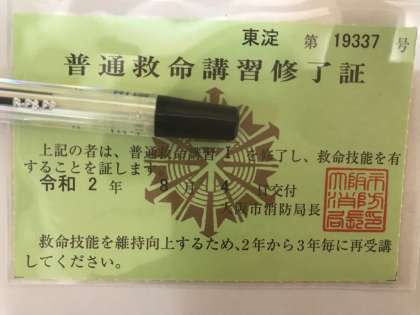 東淀 第 19337 号
普通救命講習修了証
上記の者は、普通救命講習 I を修了し、救命技能を有
することを証します。
令和 2 年 8 月 4 日交付
大阪市消防局長
救命技能を維持向上するため、2年から3年毎に再受講
してください。